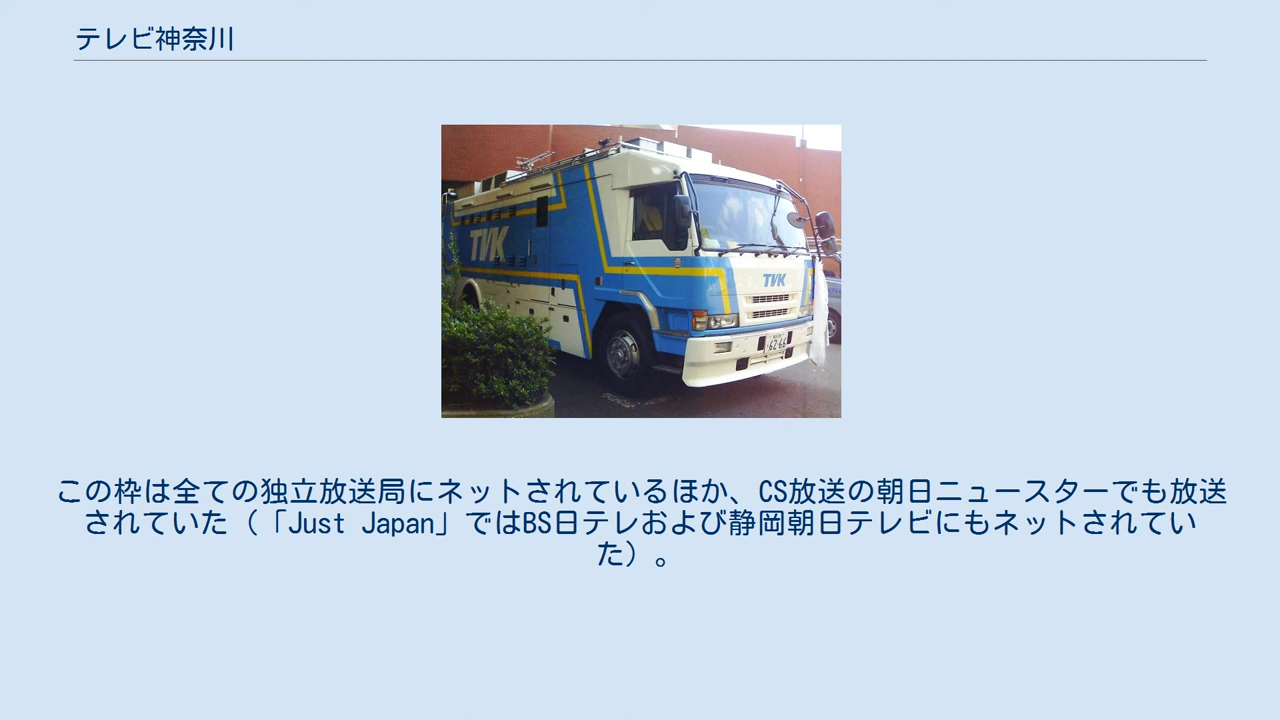 テレビ神奈川
TVK
TVK
62-66
この枠は全ての独立放送局にネットされているほか、CS放送の朝日ニュースターでも放送
されていた（「Just Japan」ではBS日テレおよび静岡朝日テレビにもネットされてい
た）。